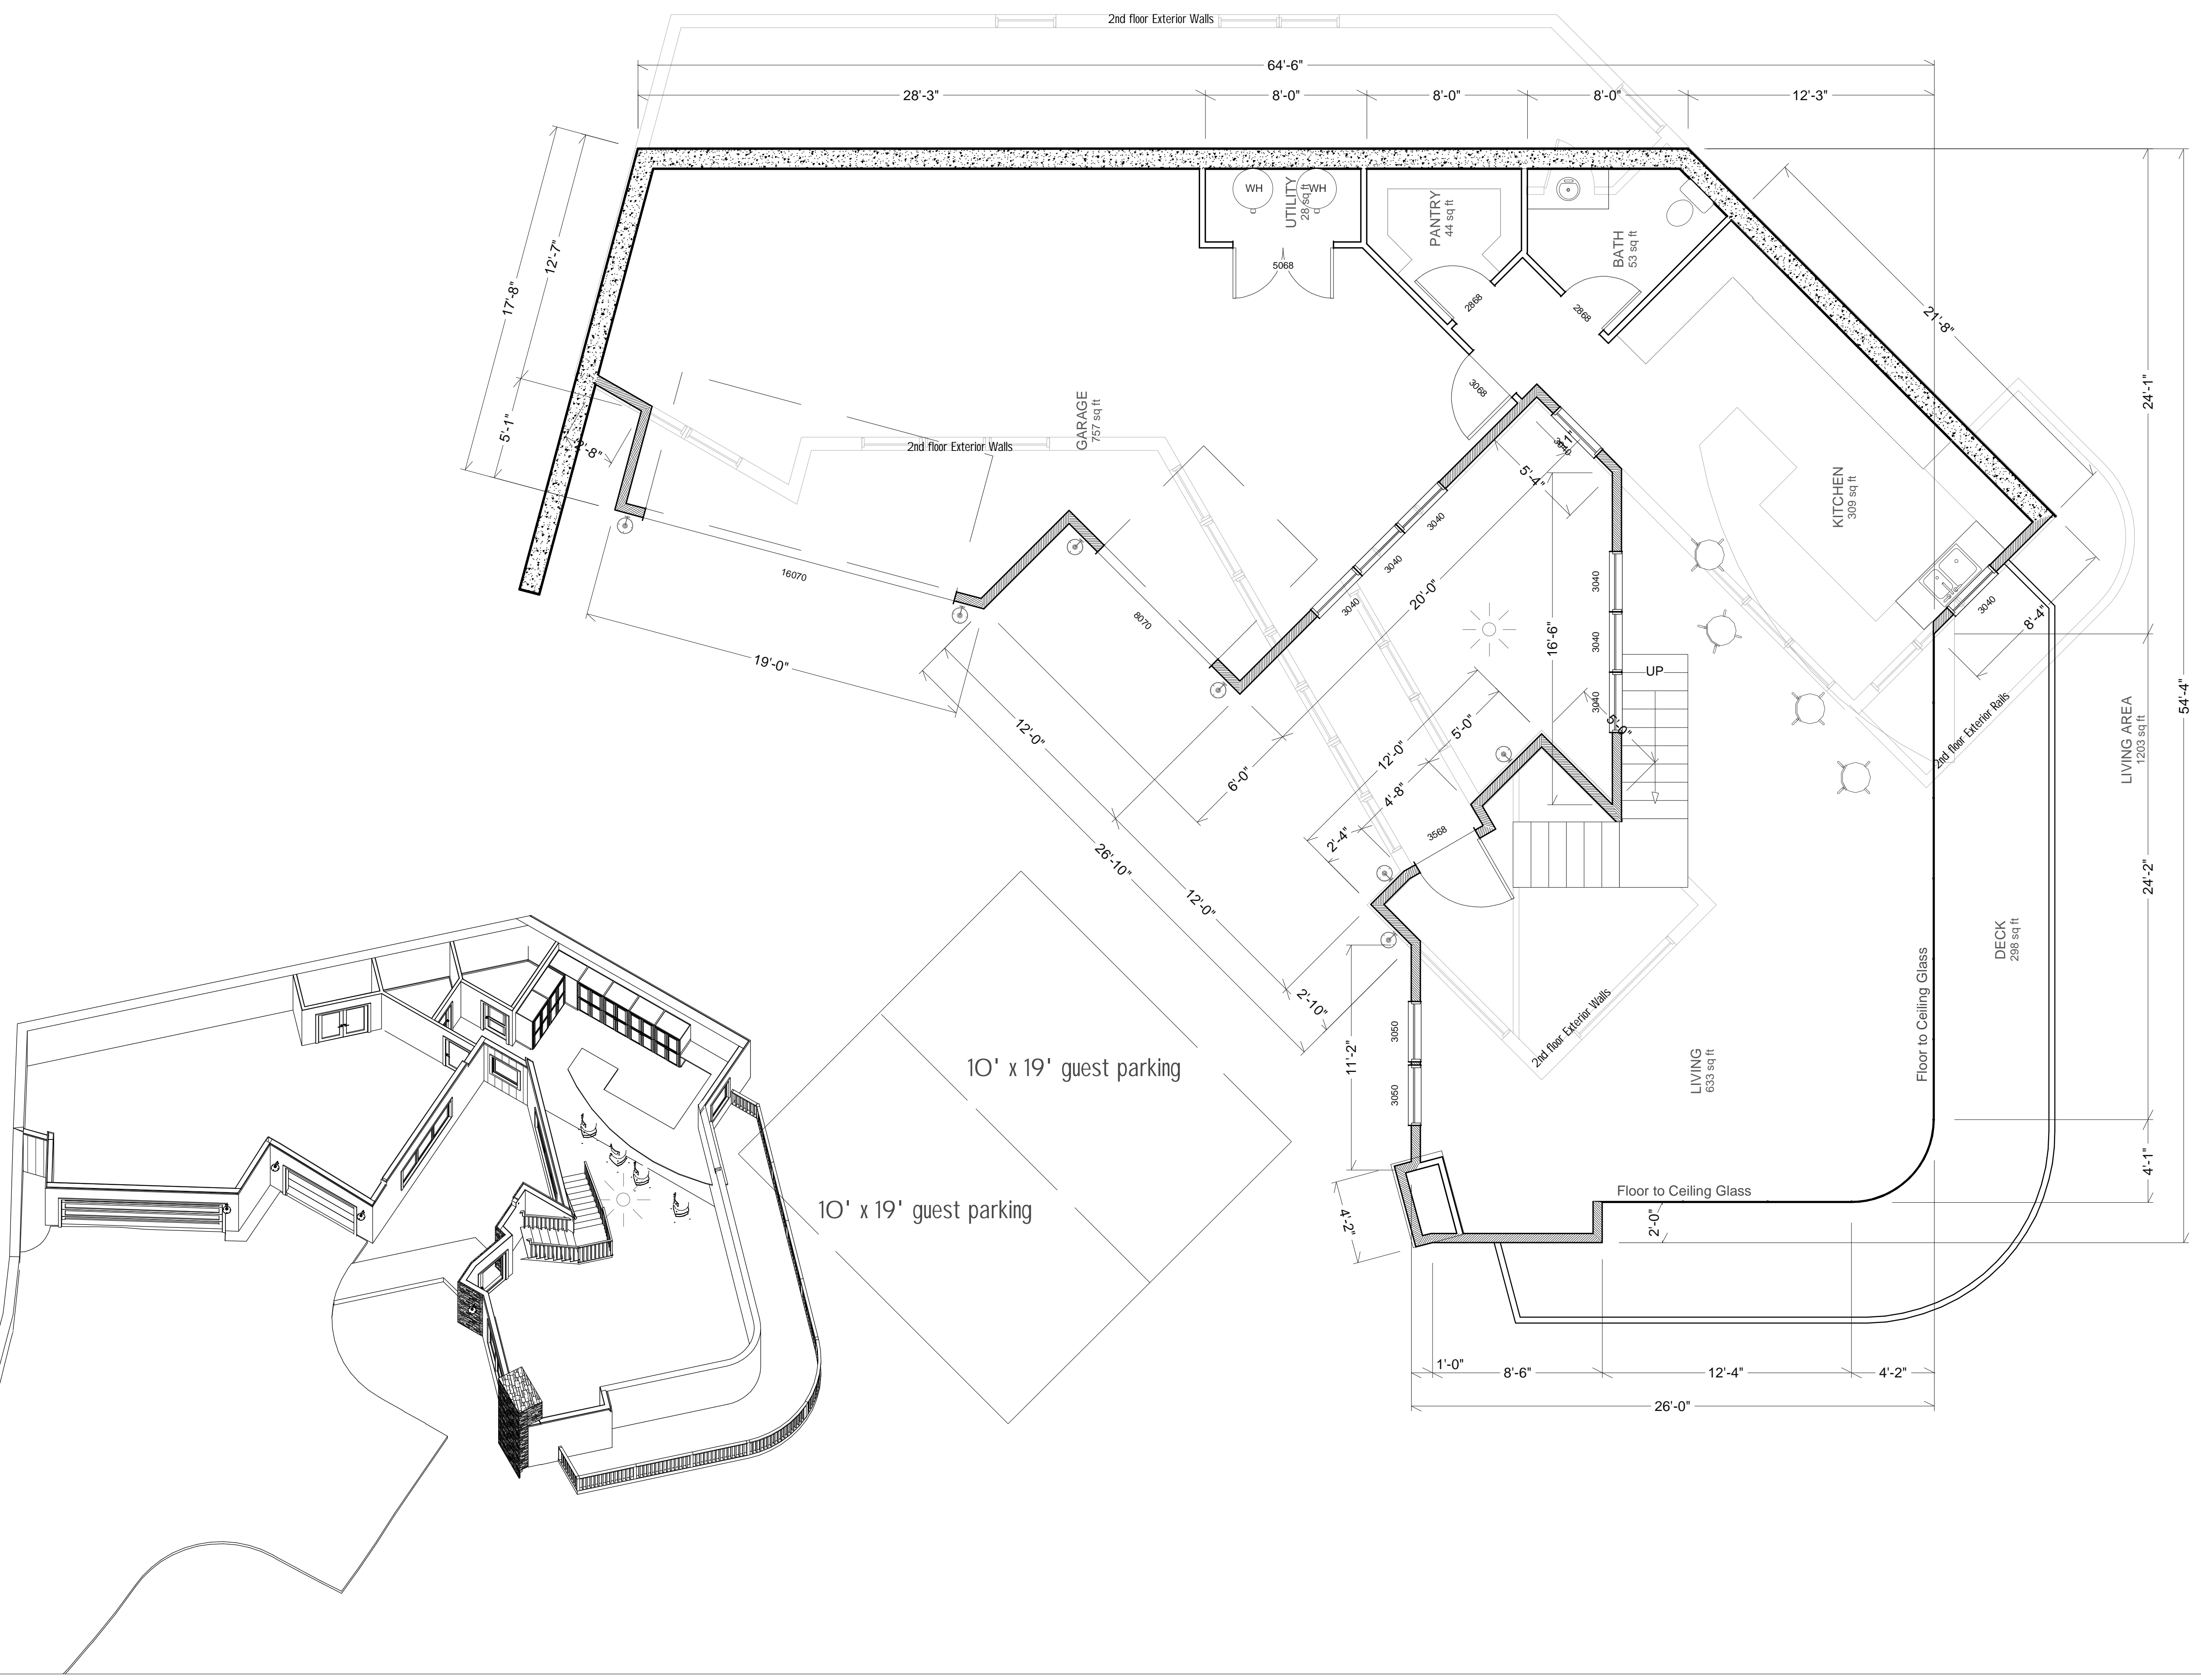 2nd floor Exterior Walls
64'-6"
28'-3"
8'-0"
8'-0"
8'-0"
12'-3"
17'-8"
12'-7"
5'-1"
WH
WH
UTILITY
28 sq ft
5068
PANTRY
44 sq ft
2868
BATH
53 sq ft
2868
3068
21'-8"
24'-1"
54'-4"
GARAGE
757 sq ft
2nd floor Exterior Walls
3040
5'-4"
KITCHEN
309 sq ft
16070
8070
3040
3040
3040
20'-0"
16'-6"
3040
3040
3040
UP
5'-0"
3040
8'-4"
19'-0"
12'-0"
6'-0"
12'-0"
5'-0"
4'-8"
2'-4"
3568
26'-10"
12'-0"
2'-10"
2nd floor Exterior Rails
LIVING AREA
1203 sq ft
24'-2"
DECK
298 sq ft
Floor to Ceiling Glass
2nd floor Exterior Walls
11'-2"
3050
3050
LIVING
633 sq ft
10' x 19' guest parking
10' x 19' guest parking
4'-1"
4'-2"
Floor to Ceiling Glass
2'-0"
1'-0"
8'-6"
12'-4"
4'-2"
26'-0"